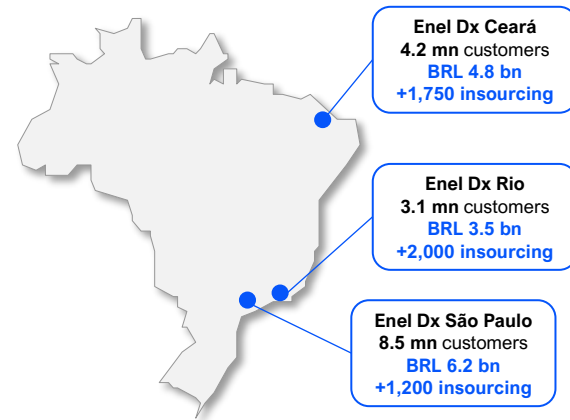 Enel Dx Ceará
4.2 mn customers
BRL 4.8 bn
+1,750 insourcing
Enel Dx Rio
3.1 mn customers
BRL 3.5 bn
+2,000 insourcing
Enel Dx São Paulo
8.5 mn customers
BRL 6.2 bn
+1,200 insourcing